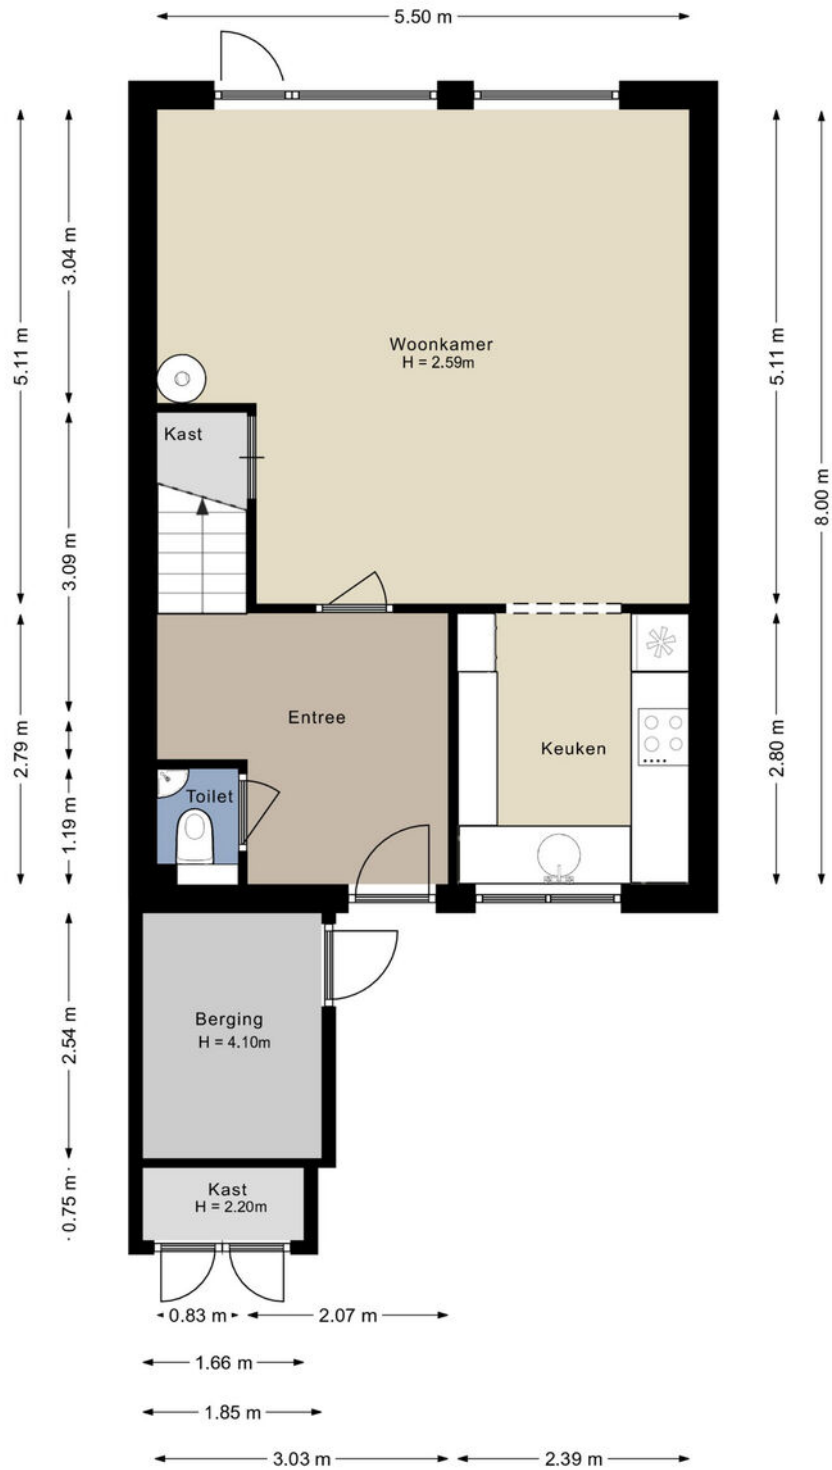 5.50 m
3.04 m
5.11 m
5.11 m
Woonkamer
H = 2.59m
Kast
8.00 m
3.09 m
Entree
2.79 m
Keuken
2.80 m
Toilet
1.19 m
Berging
H = 4.10m
2.54 m
Kast
H = 2.20m
0.75 m
0.83 m
2.07 m
1.66 m
1.85 m
3.03 m
2.39 m